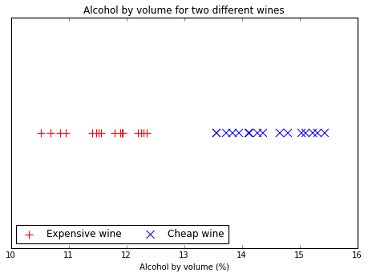 Alcohol by volume for two different wines
Expensive wine Cheap wine
10 11 12 13 14 15 16
Alcohol by volume (%)